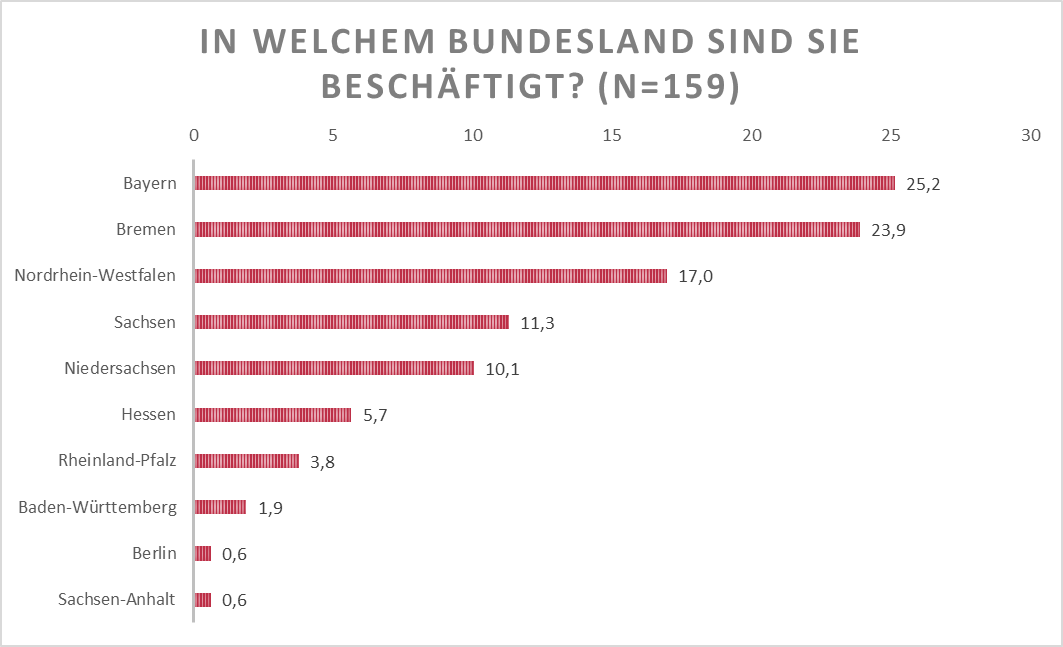 IN WELCHEM BUNDESLAND SIND SIE
BESCHÄFTIGT? (N=159)
0 5 10 15 20 25 30
Bayern 25,2
Bremen 23,9
Nordrhein-Westfalen 17,0
Sachsen 11,3
Niedersachsen 10,1
Hessen 5,7
Rheinland-Pfalz 3,8
Baden-Württemberg 1,9
Berlin 0,6
Sachsen-Anhalt 0,6